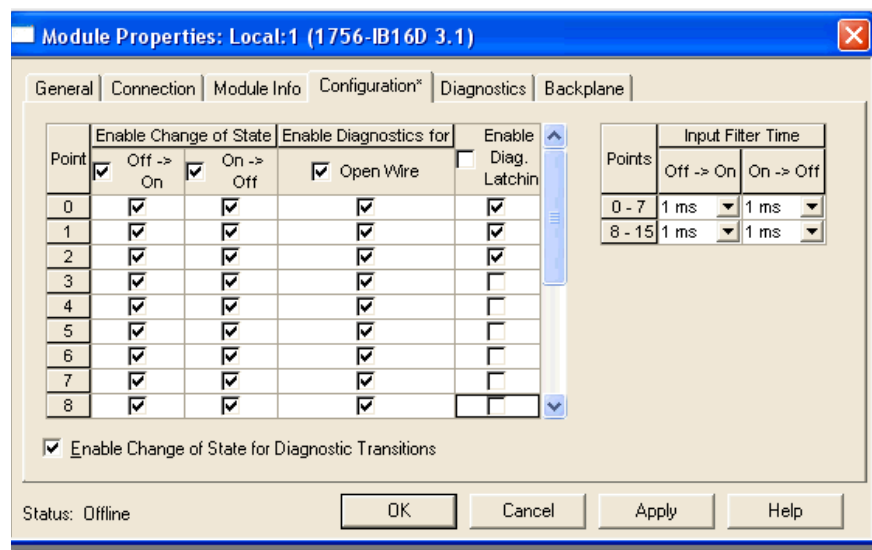 Module Properties: Local:1 (1756-IB16D 3.1)
General Connection Module Info Configuration* Diagnostics Backplane
Point Enable Change of State Enable Diagnostics for Enable Diag. Latchin
Off -> On On -> Off Open Wire
0
1
2
3
4
5
6
7
8
Points Input Filter Time
Off -> On On -> Off
0 - 7 1 ms 1 ms
8 - 15 1 ms 1 ms
Enable Change of State for Diagnostic Transitions
Status: Offline OK Cancel Apply Help